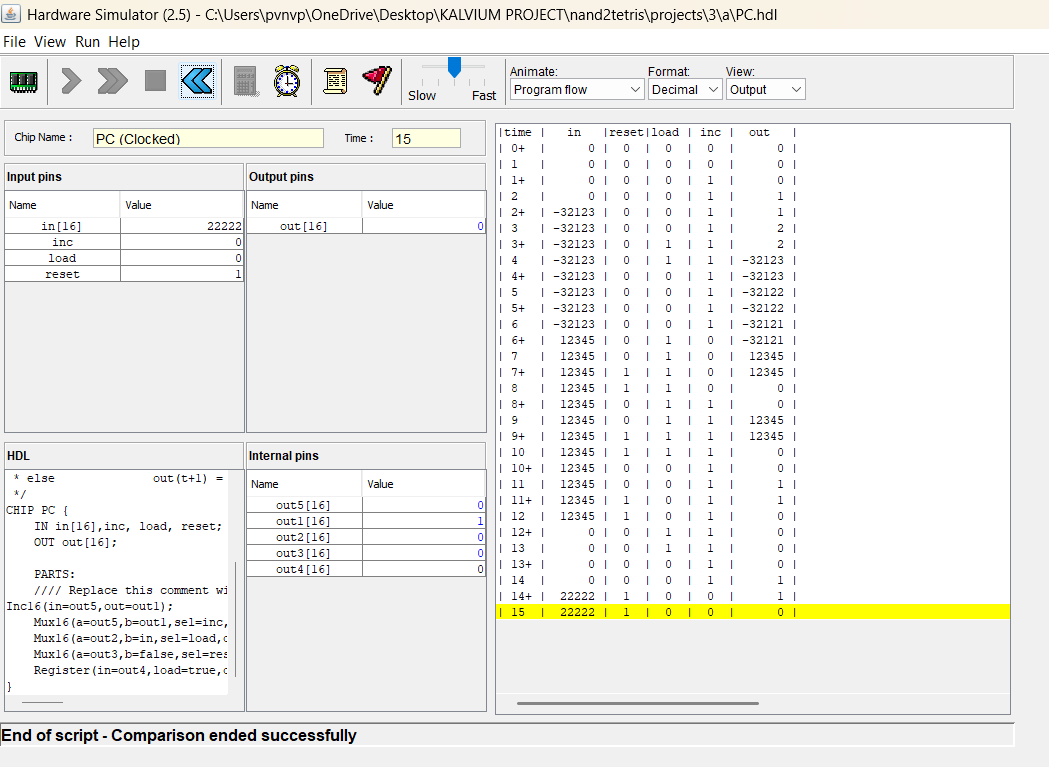 Hardware Simulator (2.5) - C:\Users\pvnvp\OneDrive\Desktop\KALVIUM PROJECT\nand2tetris\projects\3\a\PC.hdl
File View Run Help
Slow Fast
Animate: Format: View:
Program flow Decimal Output
Chip Name : PC (Clocked) Time : 15
Input pins
Name Value
in[16] 22222
inc 0
load 0
reset 1
Output pins
Name Value
out[16] 0
HDL
* else out(t+1) =
*/
CHIP PC {
IN in[16],inc, load, reset;
OUT out[16];
PARTS:
//// Replace this comment wi
Inc16(in=out5,out=out1);
Mux16(a=out5,b=out1,sel=inc,
Mux16(a=out2,b=in,sel=load,o
Mux16(a=out3,b=false,sel=res
Register(in=out4,load=true,o
}
Internal pins
Name Value
out5[16] 0
out1[16] 1
out2[16] 0
out3[16] 0
out4[16] 0
|time | in |reset|load | inc | out |
| 0+ | 0 | 0 | 0 | 0 | 0 |
| 1 | 0 | 0 | 0 | 0 | 0 |
| 1+ | 0 | 0 | 0 | 1 | 0 |
| 2 | 0 | 0 | 0 | 1 | 1 |
| 2+ | -32123 | 0 | 0 | 1 | 1 |
| 3 | -32123 | 0 | 0 | 1 | 2 |
| 3+ | -32123 | 0 | 1 | 1 | 2 |
| 4 | -32123 | 0 | 1 | 1 | -32123 |
| 4+ | -32123 | 0 | 0 | 1 | -32123 |
| 5 | -32123 | 0 | 0 | 1 | -32122 |
| 5+ | -32123 | 0 | 0 | 1 | -32122 |
| 6 | -32123 | 0 | 0 | 1 | -32121 |
| 6+ | 12345 | 0 | 1 | 0 | -32121 |
| 7 | 12345 | 0 | 1 | 0 | 12345 |
| 7+ | 12345 | 1 | 1 | 0 | 12345 |
| 8 | 12345 | 1 | 1 | 0 | 0 |
| 8+ | 12345 | 0 | 1 | 1 | 0 |
| 9 | 12345 | 0 | 1 | 1 | 12345 |
| 9+ | 12345 | 1 | 1 | 1 | 12345 |
| 10 | 12345 | 1 | 1 | 1 | 0 |
| 10+ | 12345 | 0 | 0 | 1 | 0 |
| 11 | 12345 | 0 | 0 | 1 | 1 |
| 11+ | 12345 | 1 | 0 | 1 | 1 |
| 12 | 12345 | 1 | 0 | 1 | 0 |
| 12+ | 0 | 0 | 1 | 1 | 0 |
| 13 | 0 | 0 | 1 | 1 | 0 |
| 13+ | 0 | 0 | 0 | 1 | 0 |
| 14 | 0 | 0 | 0 | 1 | 1 |
| 14+ | 22222 | 1 | 0 | 0 | 1 |
| 15 | 22222 | 1 | 0 | 0 | 0 |
End of script - Comparison ended successfully